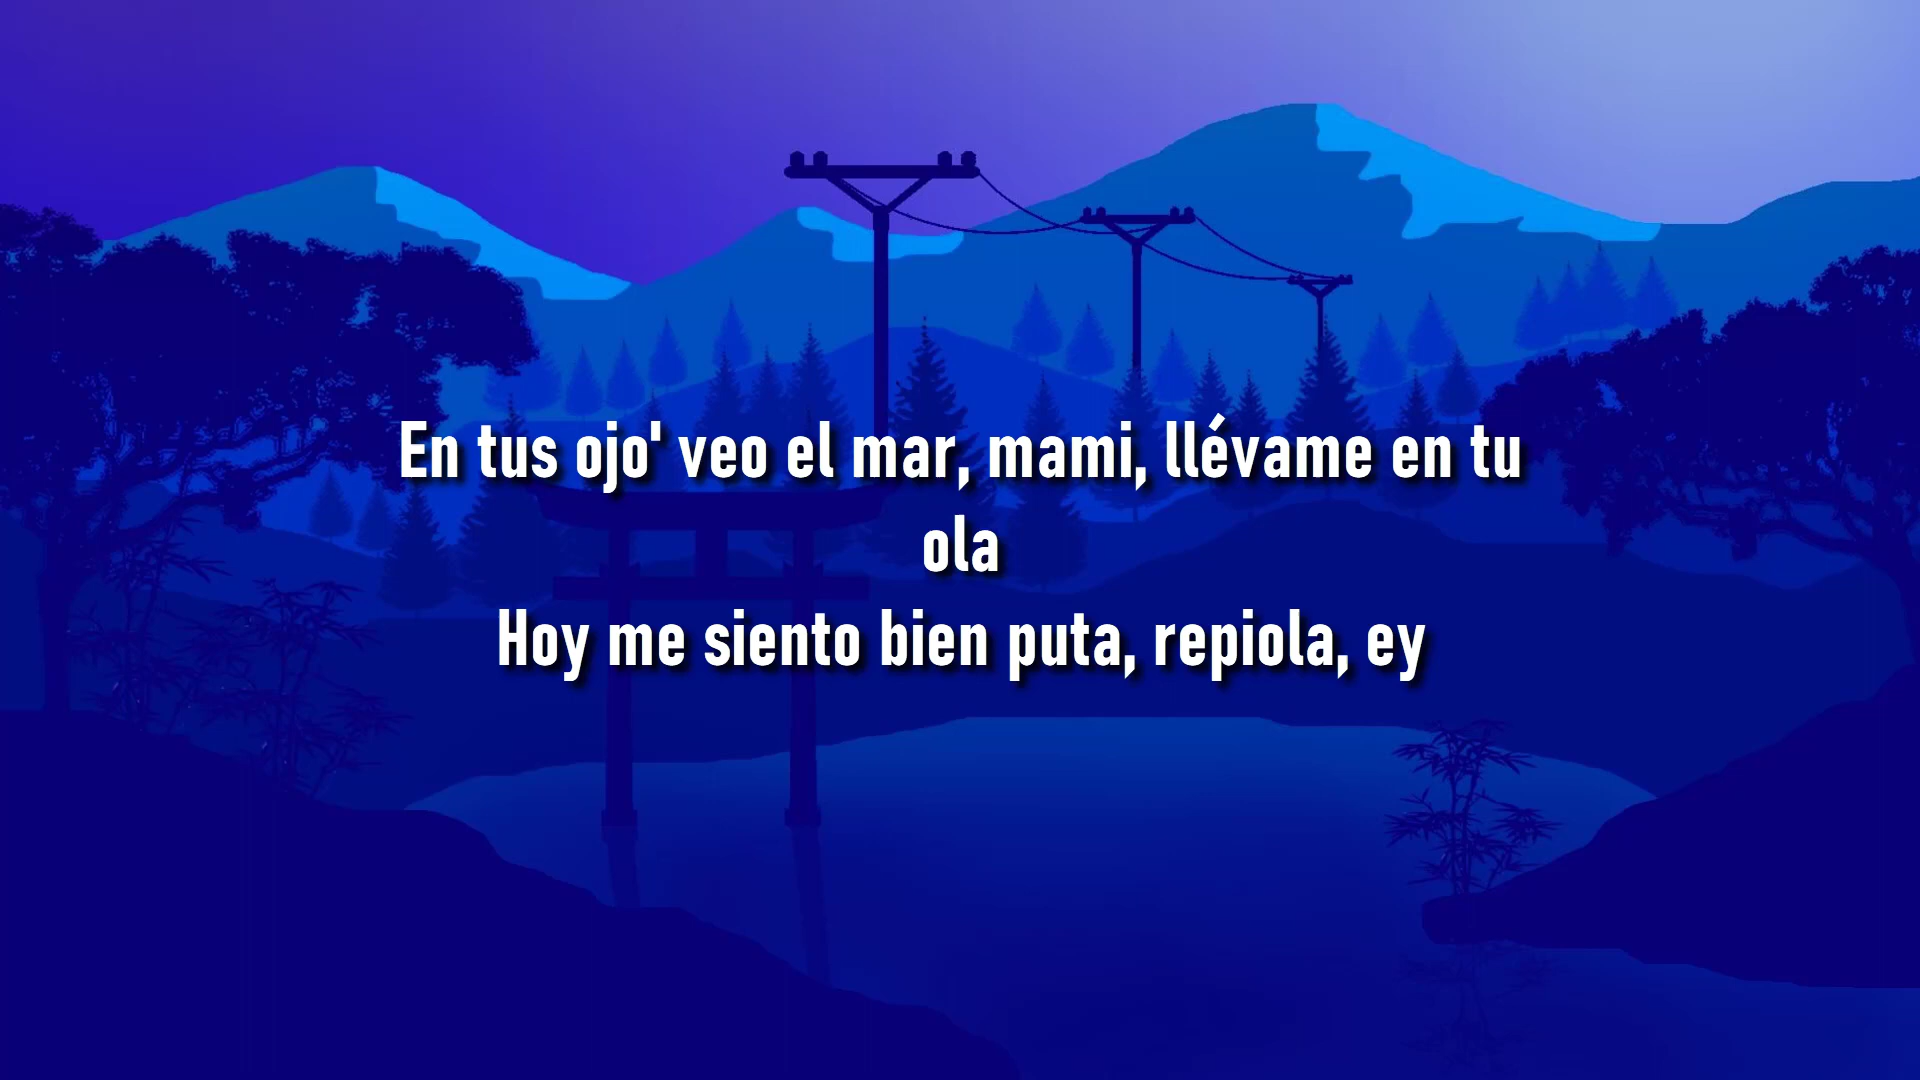 En tus ojo' veo el mar, mami, llévame en tu
ola
Hoy me siento bien puta, repiola, ey